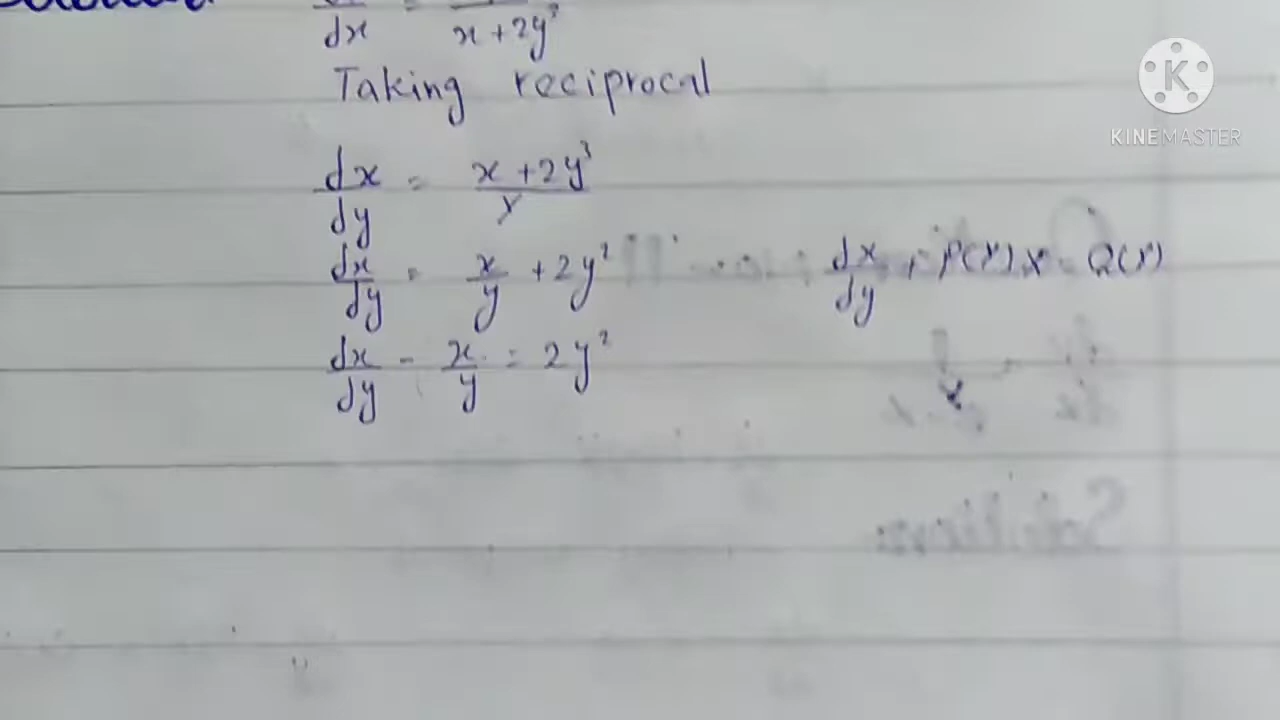 dx x+2y³
Taking reciprocal
dx/dy = x+2y³/y
dx/dy = x/y + 2y² dx/dy + P(y)x = Q(y)
dx/dy - x/y = 2y²
KINEMASTER